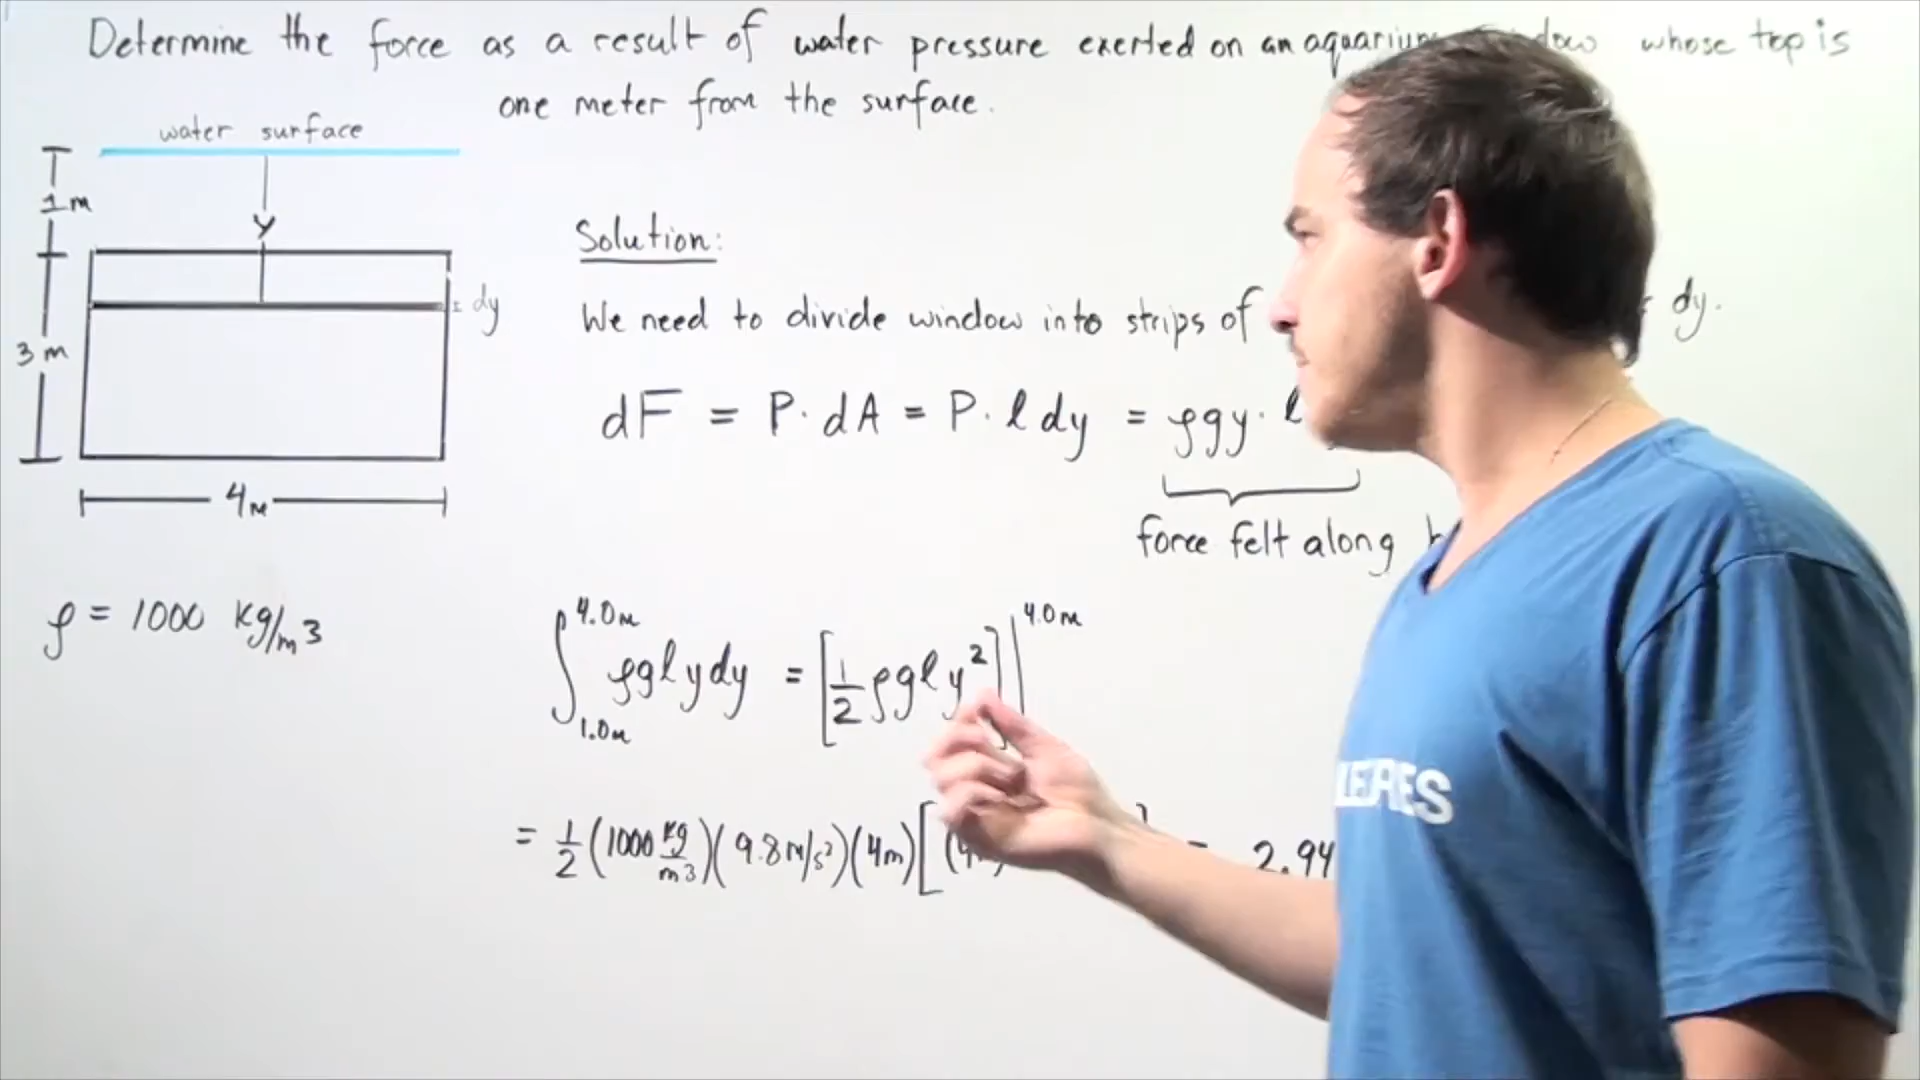 Determine the force as a result of water pressure exerted on an aquarium window whose top is
one meter from the surface.
water surface
1m
y
dy
3 m
4m
Solution:
We need to divide window into strips of dy.
dF = P · dA = P · l dy = ρgy · l
force felt along
ρ = 1000 kg/m3
∫ 4.0m 1.0m ρgl y dy = [1/2 ρgl y²] | 4.0m
= 1/2 (1000 kg/m3)(9.8 m/s²)(4m)[(4m) ] = 2.94